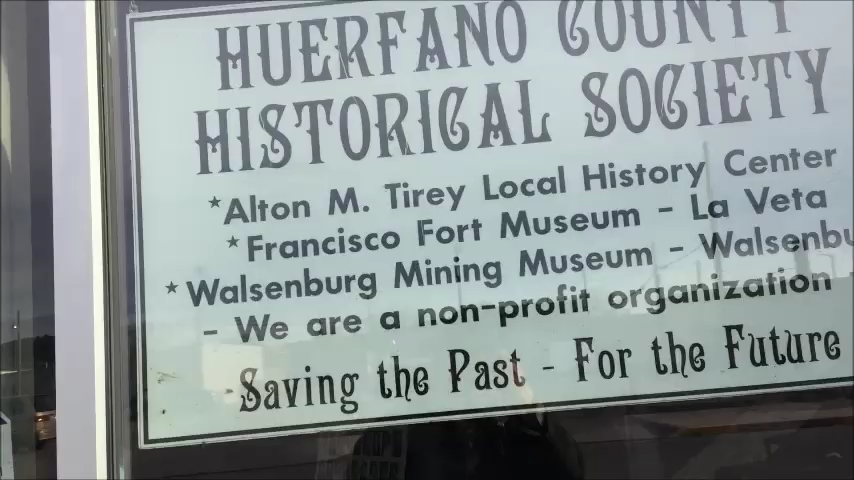 HUERFANO COUNTY
HISTORICAL SOCIETY
*Alton M. Tirey Local History Center
*Francisco Fort Museum - La Veta
*Walsenburg Mining Museum - Walsenbu
- We are a non-profit organization
Saving the Past - For the Future